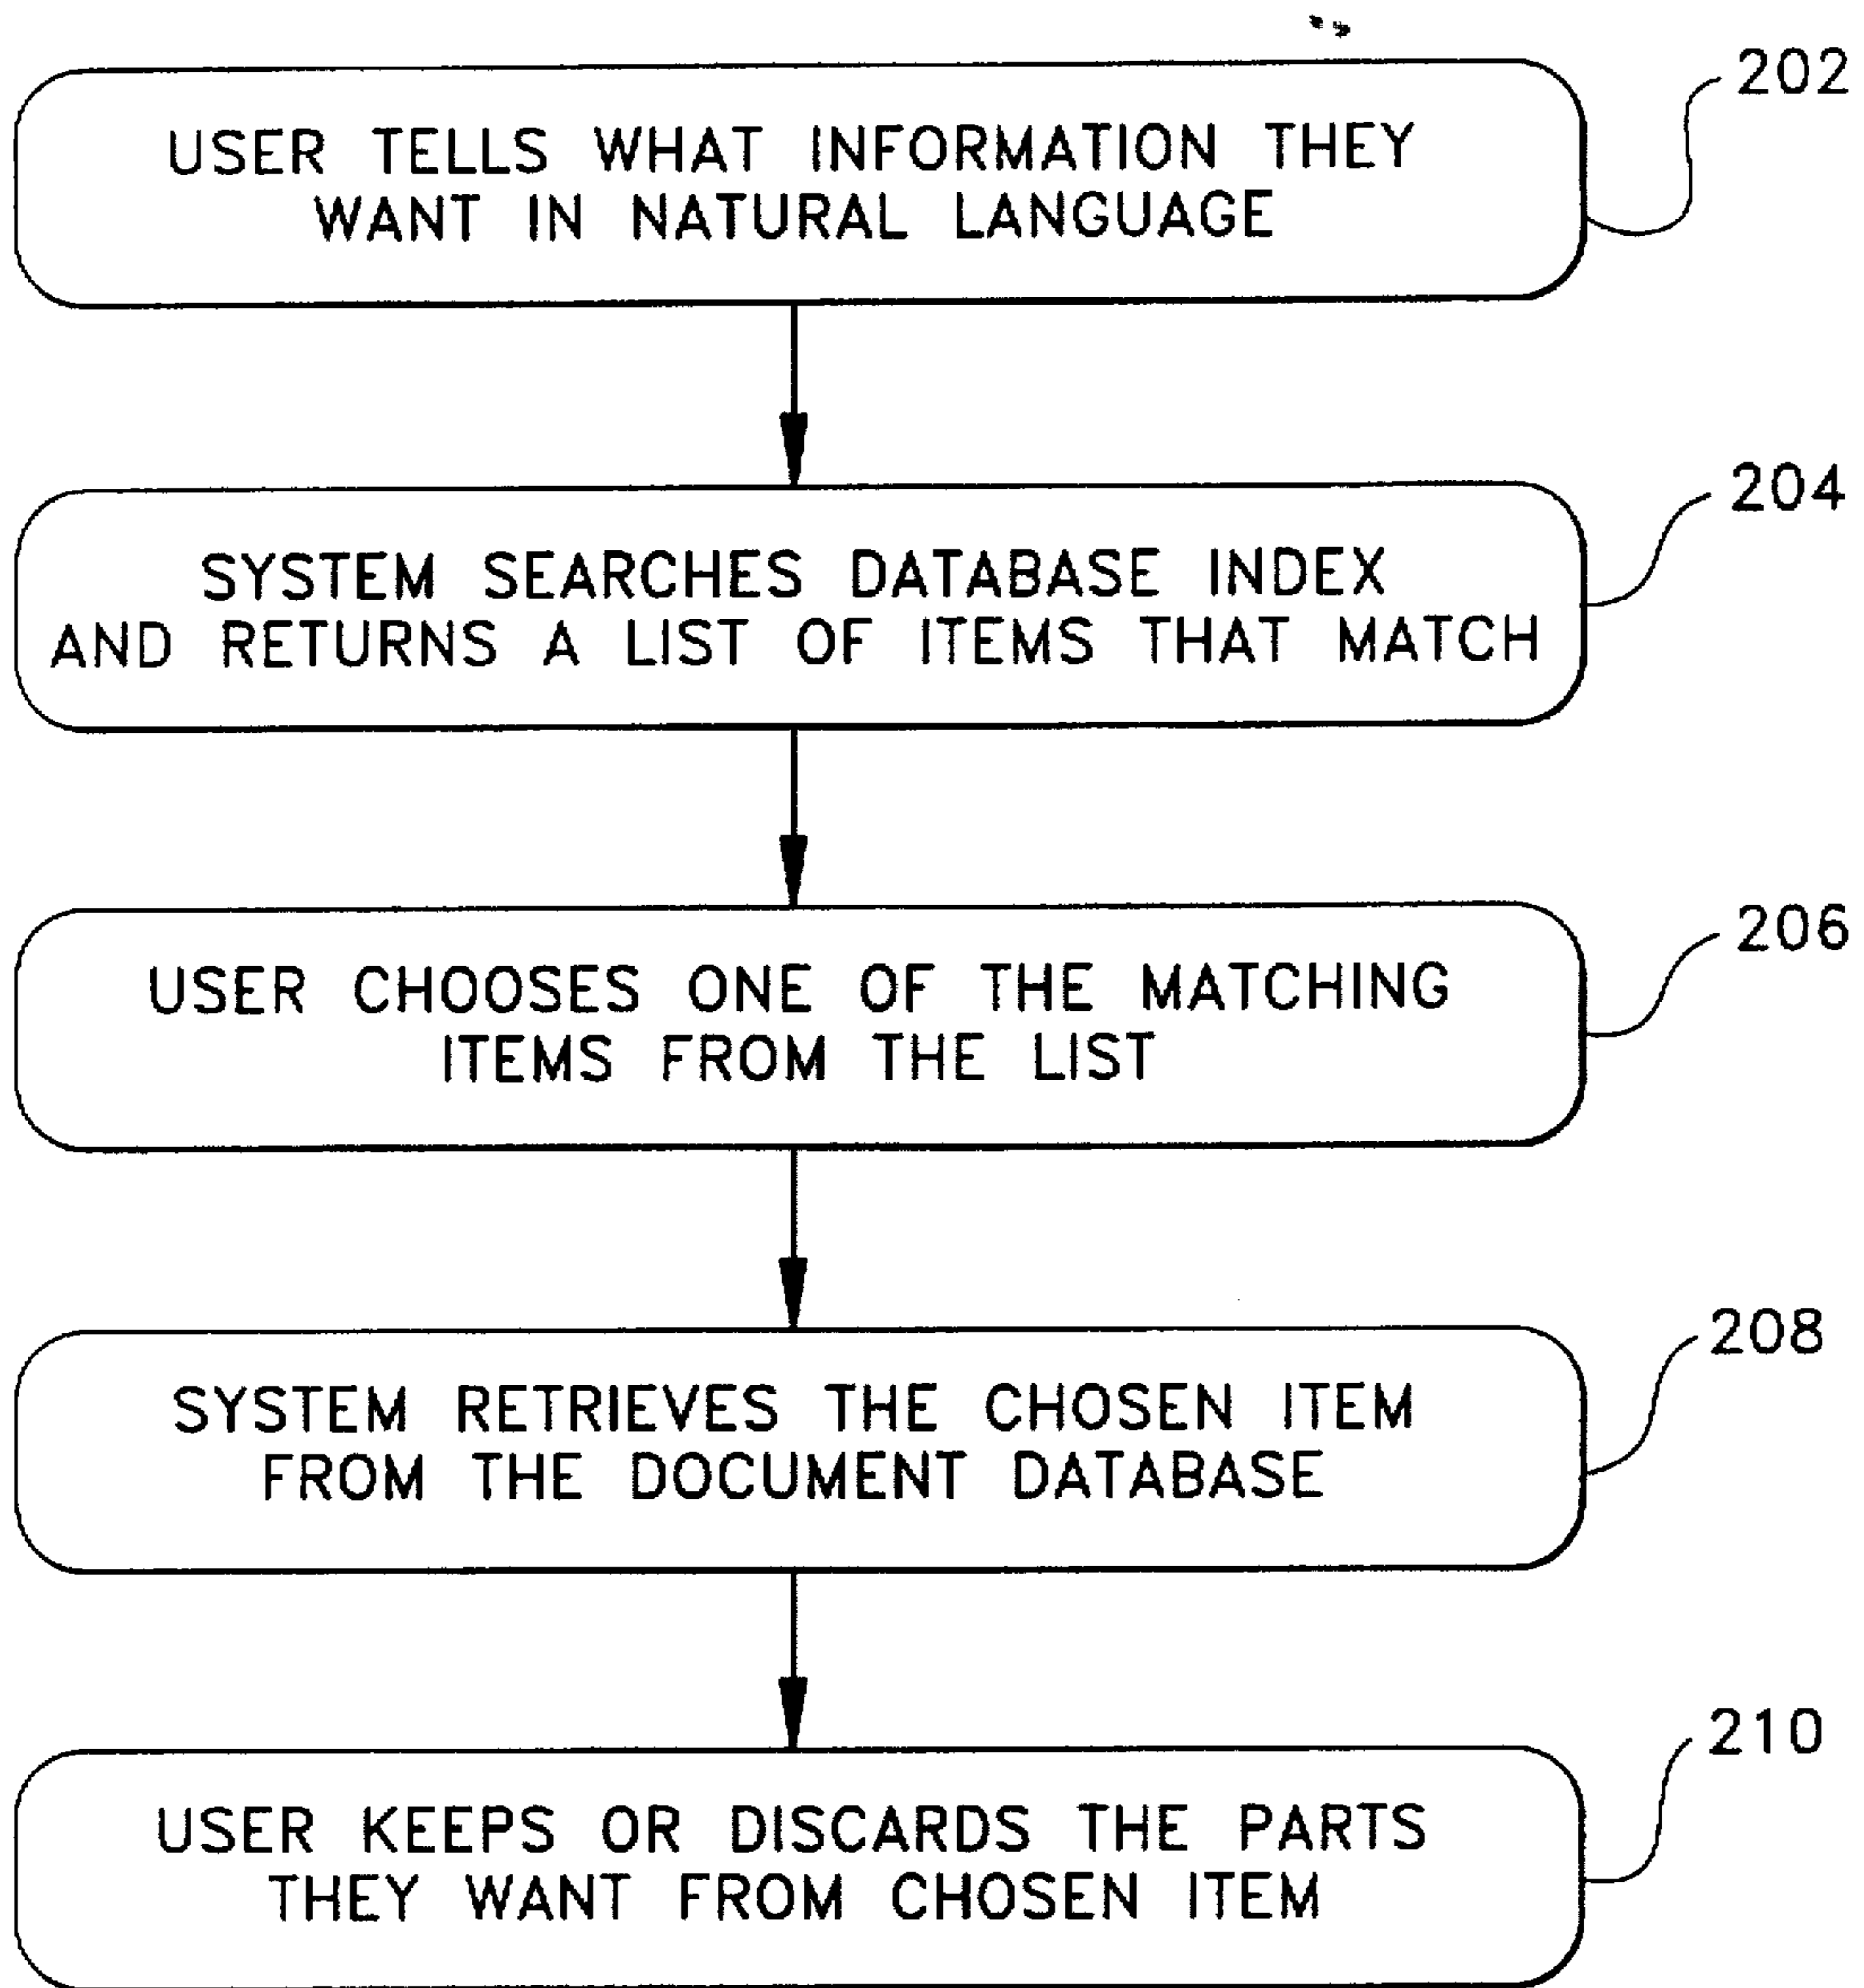 202
USER TELLS WHAT INFORMATION THEY
WANT IN NATURAL LANGUAGE
204
SYSTEM SEARCHES DATABASE INDEX
AND RETURNS A LIST OF ITEMS THAT MATCH
206
USER CHOOSES ONE OF THE MATCHING
ITEMS FROM THE LIST
208
SYSTEM RETRIEVES THE CHOSEN ITEM
FROM THE DOCUMENT DATABASE
210
USER KEEPS OR DISCARDS THE PARTS
THEY WANT FROM CHOSEN ITEM